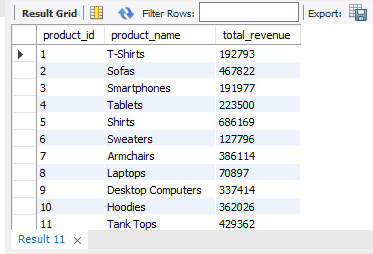 Result Grid Filter Rows: Export:
product_id product_name total_revenue
1 T-Shirts 192793
2 Sofas 467822
3 Smartphones 191977
4 Tablets 223500
5 Shirts 686169
6 Sweaters 127796
7 Armchairs 386114
8 Laptops 70897
9 Desktop Computers 337414
10 Hoodies 362026
11 Tank Tops 429362
Result 11 ×